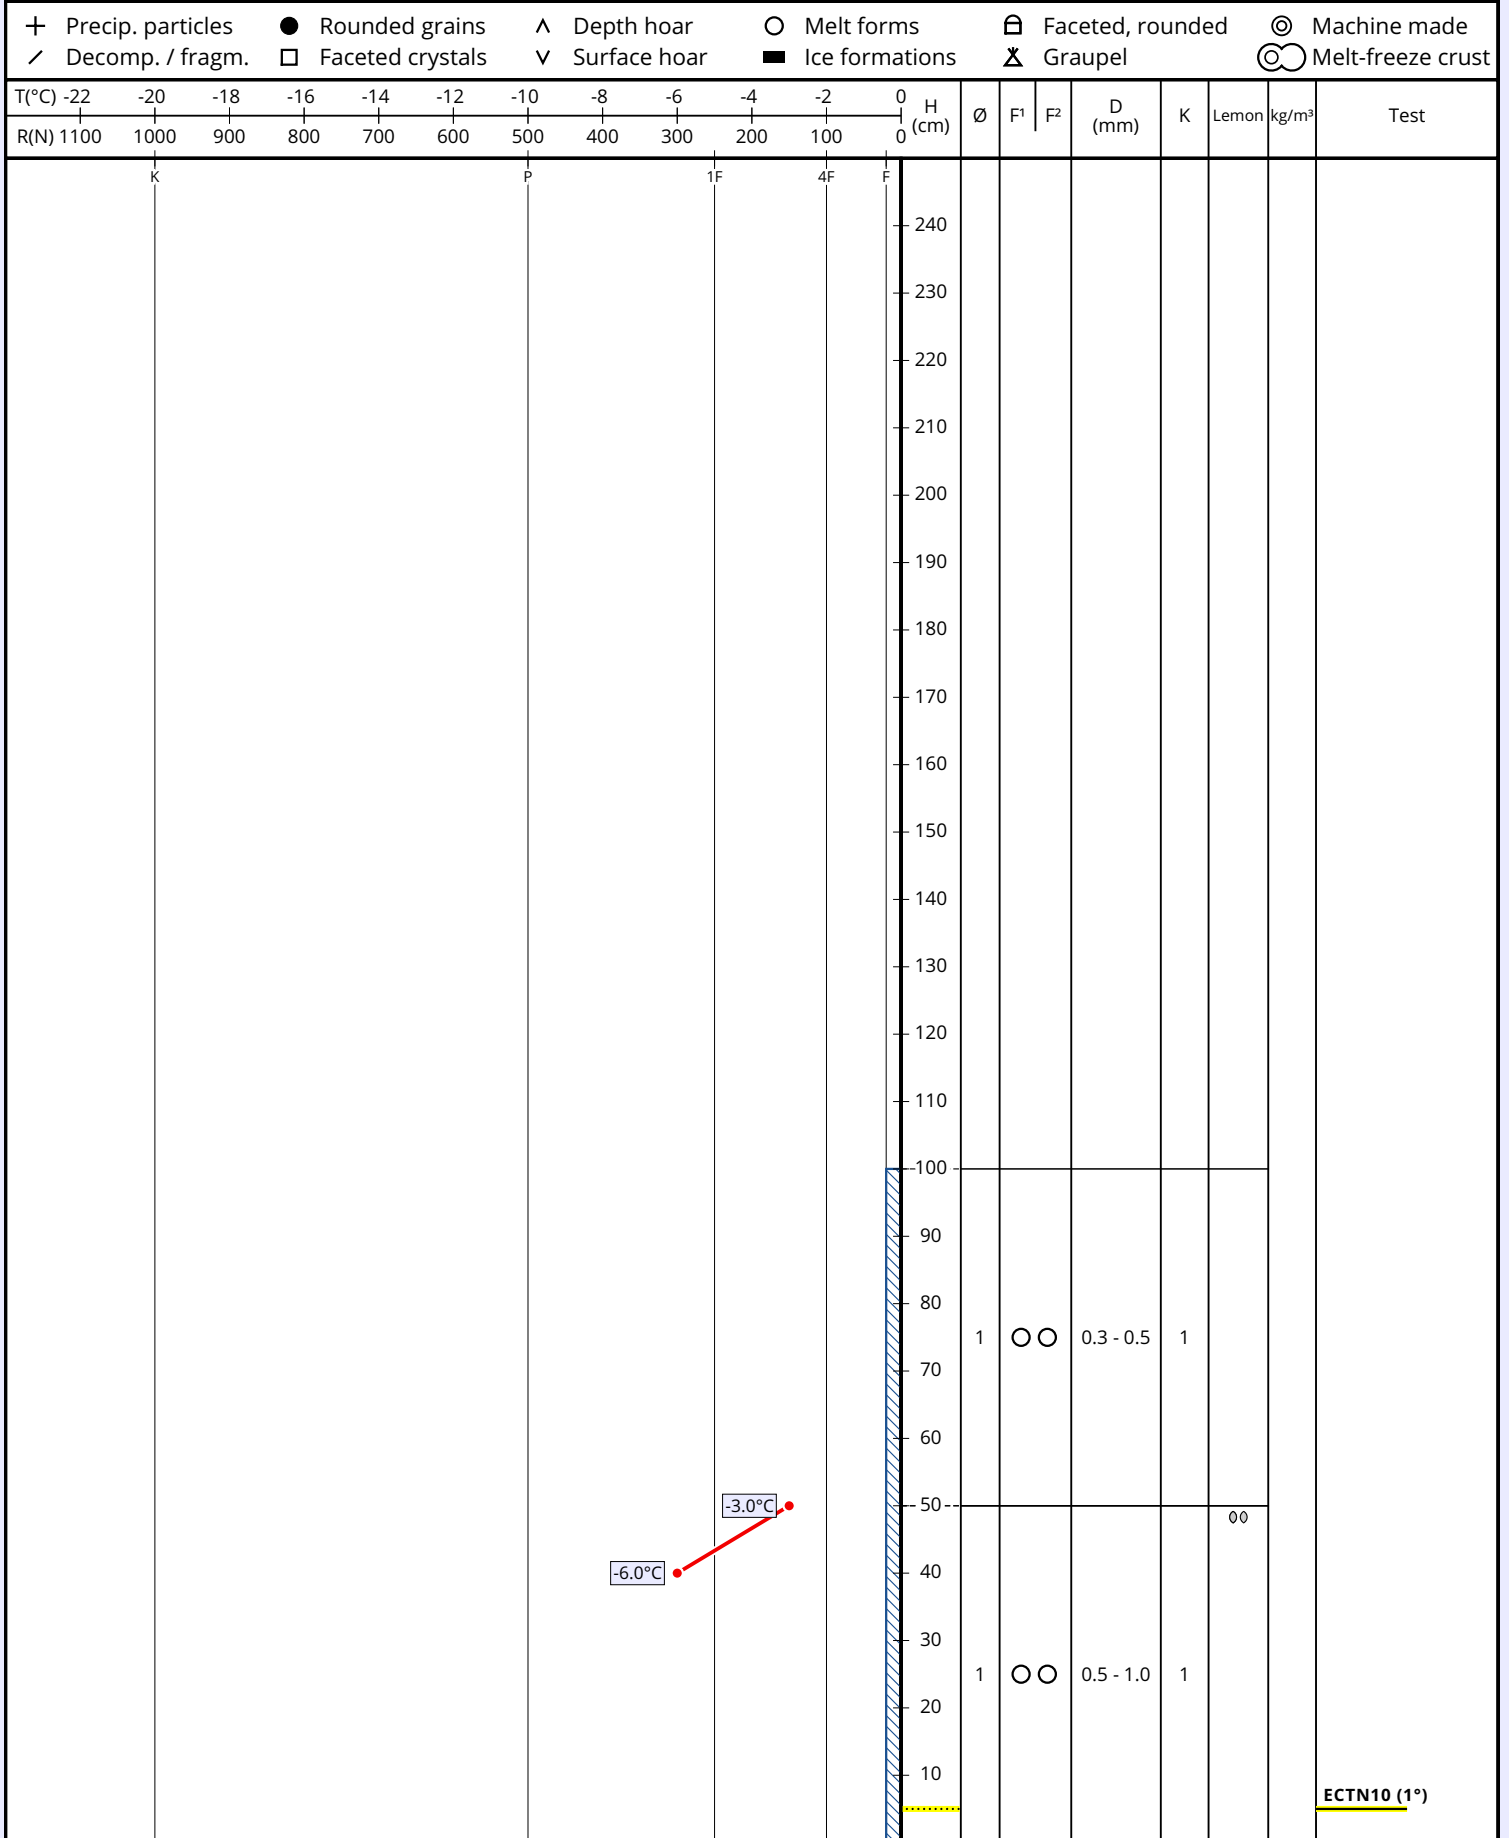 Precip. particles Rounded grains Depth hoar Melt forms Faceted, rounded Machine made
Decomp. / fragm. Faceted crystals Surface hoar Ice formations Graupel Melt-freeze crust
T(°C) -22 -20 -18 -16 -14 -12 -10 -8 -6 -4 -2 0
R(N) 1100 1000 900 800 700 600 500 400 300 200 100 0
H (cm) Ø F¹ F² D (mm) K Lemon kg/m³ Test
K P 1F 4F F
240
230
220
210
200
190
180
170
160
150
140
130
120
110
100
90
80
1 0.3 - 0.5 1
70
60
-3.0°C 50
-6.0°C 40
30
1 0.5 - 1.0 1
20
10
ECTN10 (1°)